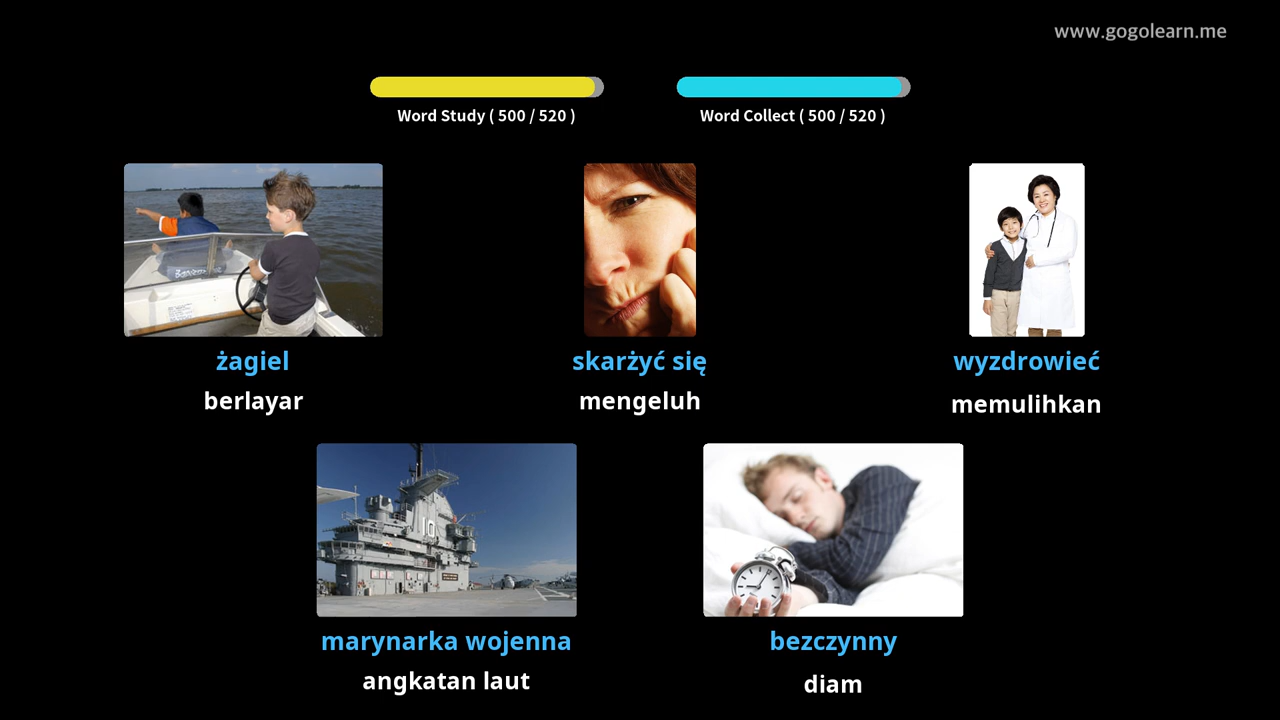 www.gogolearn.me
Word Study ( 500 / 520 )
Word Collect ( 500 / 520 )
żagiel
berlayar
skarżyć się
mengeluh
wyzdrowieć
memulihkan
10
marynarka wojenna
angkatan laut
bezczynny
diam